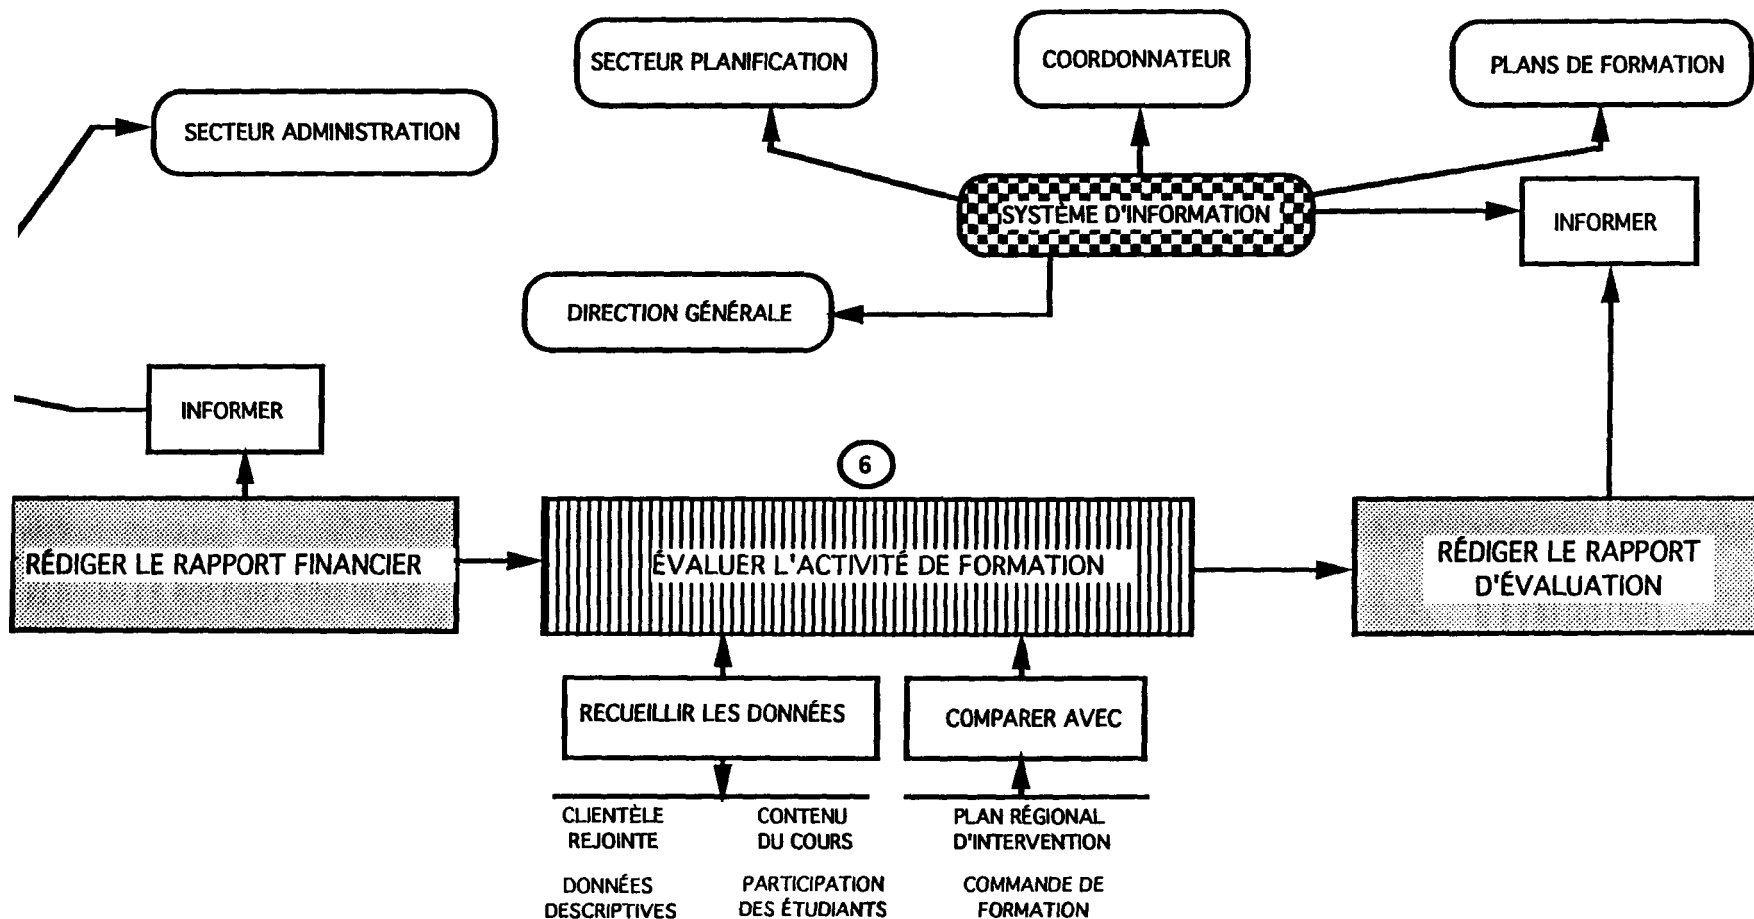 SECTEUR PLANIFICATION
COORDONNATEUR
PLANS DE FORMATION
SECTEUR ADMINISTRATION
SYSTÈME D'INFORMATION
INFORMER
DIRECTION GÉNÉRALE
INFORMER
6
RÉDIGER LE RAPPORT FINANCIER
ÉVALUER L'ACTIVITÉ DE FORMATION
RÉDIGER LE RAPPORT
D'ÉVALUATION
RECUEILLIR LES DONNÉES
COMPARER AVEC
CLIENTÈLE
REJOINTE
CONTENU
DU COURS
PLAN RÉGIONAL
D'INTERVENTION
DONNÉES
DESCRIPTIVES
PARTICIPATION
DES ÉTUDIANTS
COMMANDE DE
FORMATION